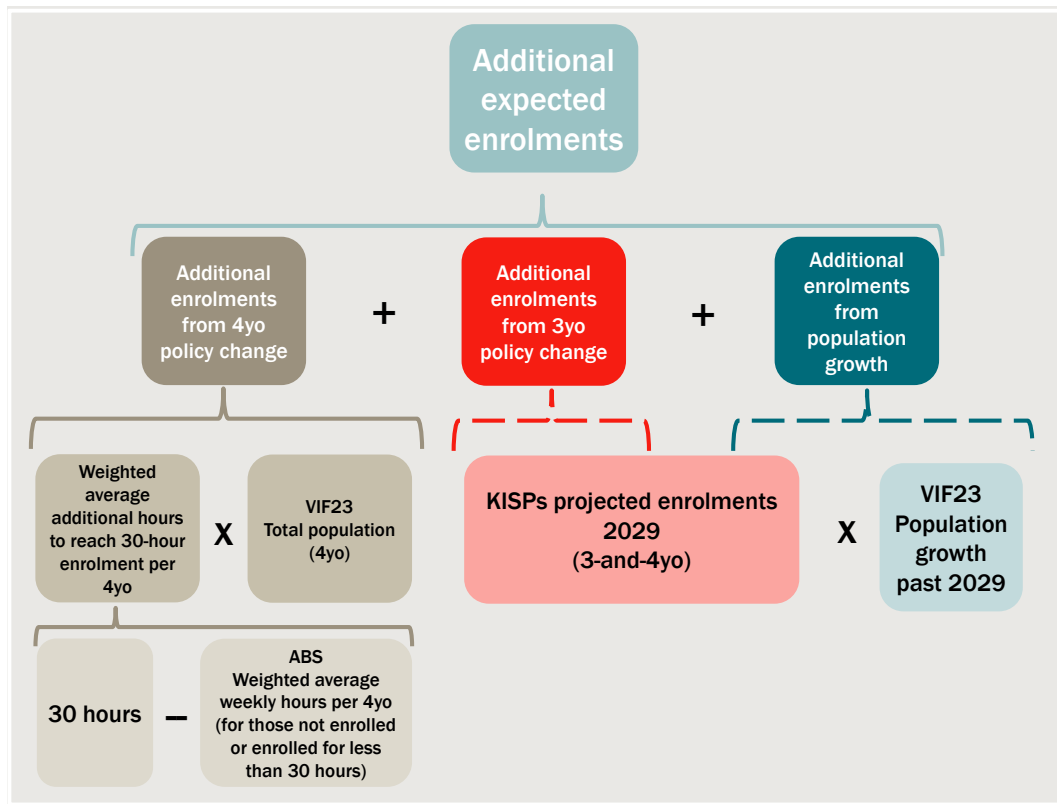 Additional
expected
enrolments
Additional
enrolments
from 4yo
policy change
+
Additional
enrolments
from 3yo
policy change
+
Additional
enrolments
from
population
growth
Weighted
average
additional hours
to reach 30-hour
enrolment per
4yo
X
VIF23
Total population
(4yo)
KISPs projected enrolments
2029
(3-and-4yo)
X
VIF23
Population
growth
past 2029
30 hours
–
ABS
Weighted average
weekly hours per 4yo
(for those not enrolled
or enrolled for less
than 30 hours)